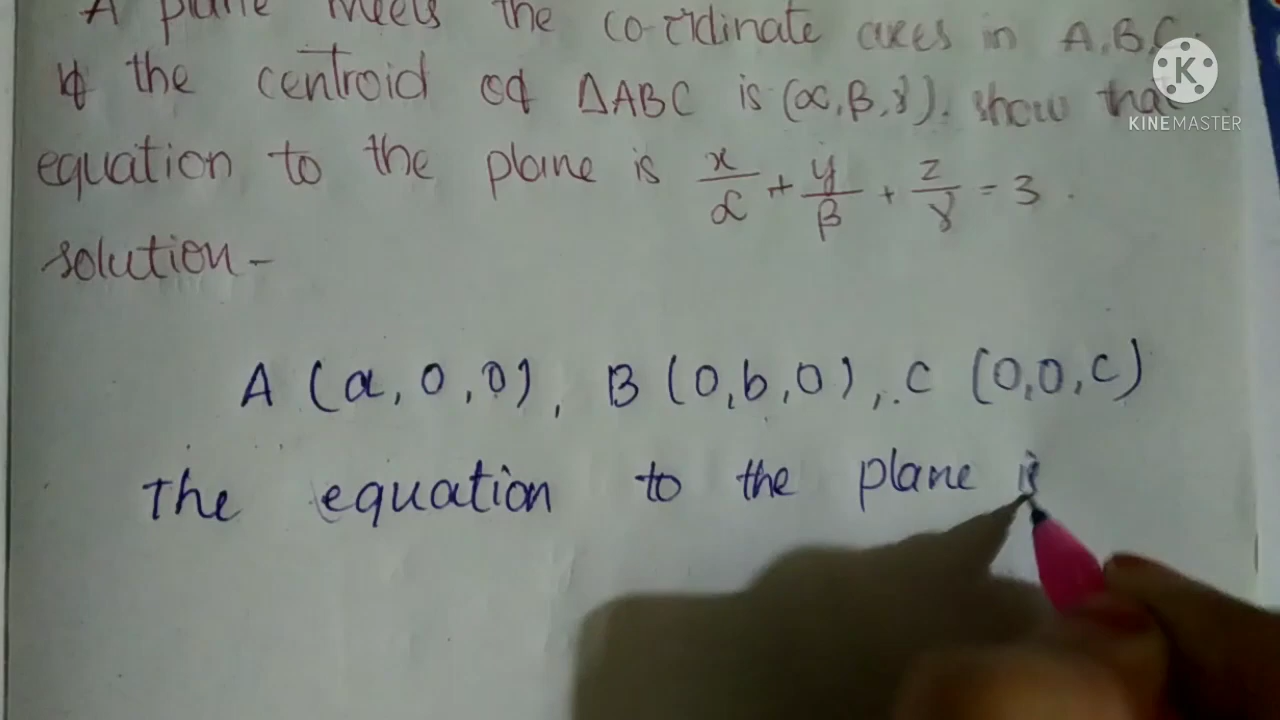 A plane meets the co-ordinate axes in A,B,C.
If the centroid of ΔABC is (α,β,γ). show that
equation to the plane is x/α + y/β + z/γ = 3.
solution-
A (a,0,0), B (0,b,0), C (0,0,c)
The equation to the plane is
K
KINEMASTER